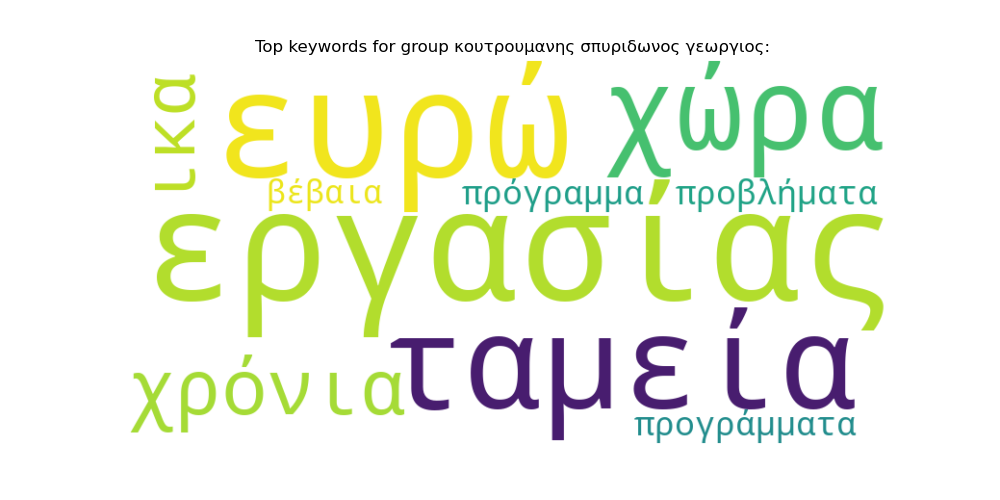 Top keywords for group κουτρουμανης σπυριδωνος γεωργιος:
ικα
ευρώ
χώρα
βέβαια
πρόγραμμα
προβλήματα
εργασίας
ταμεία
χρόνια
προγράμματα